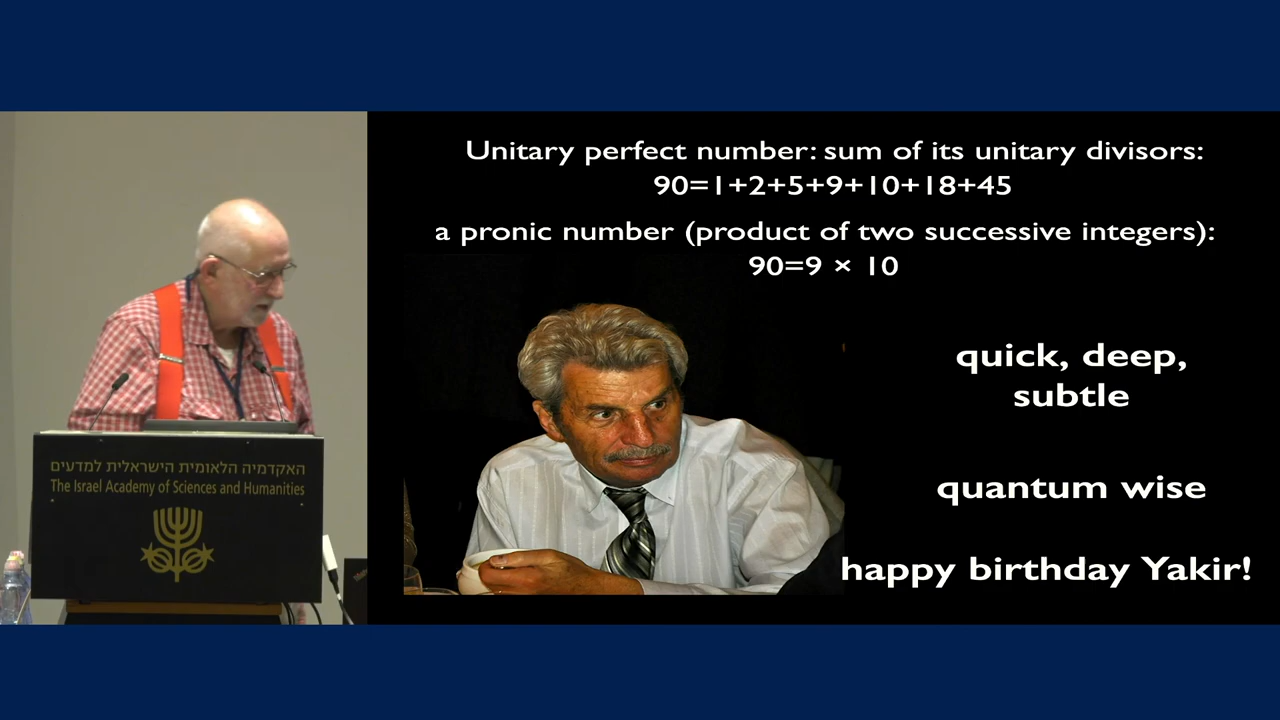 Unitary perfect number: sum of its unitary divisors:
90=1+2+5+9+10+18+45
a pronic number (product of two successive integers):
90=9 × 10
quick, deep,
subtle
quantum wise
happy birthday Yakir!
האקדמיה הלאומית הישראלית למדעים
The Israel Academy of Sciences and Humanities